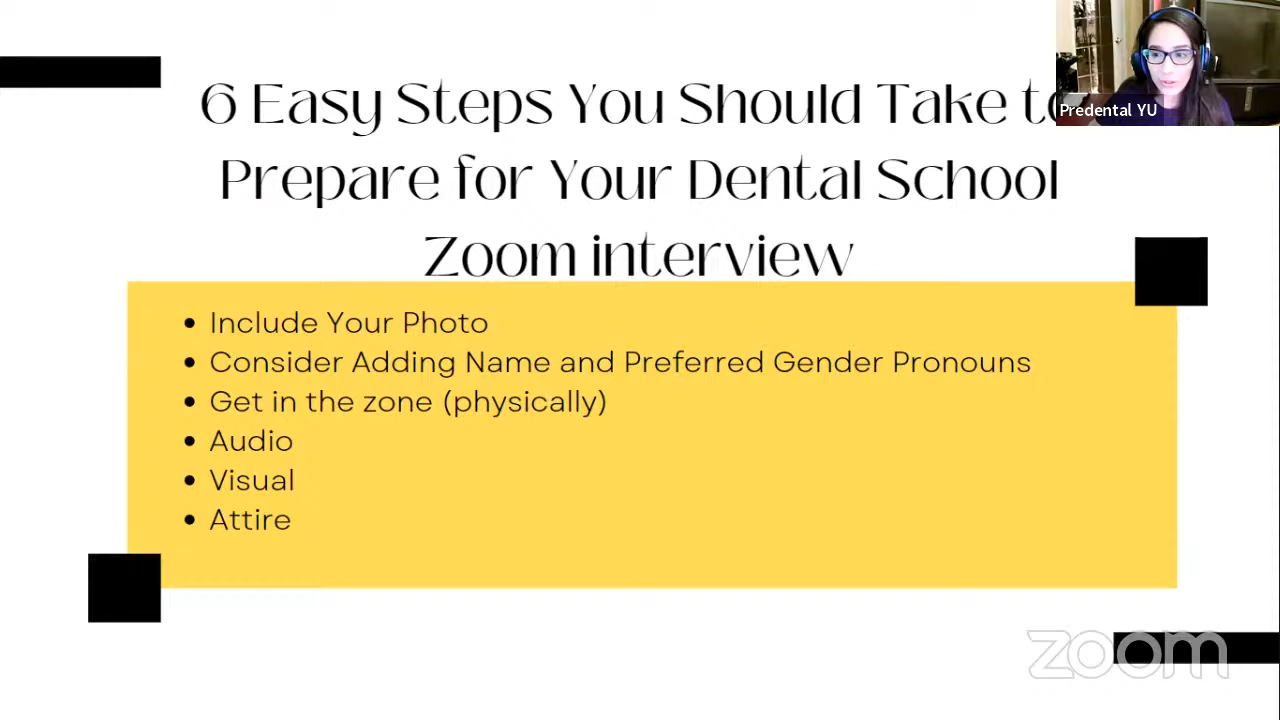 6 Easy Steps You Should Take to
Prepare for Your Dental School
Zoom interview
Predental YU
• Include Your Photo
• Consider Adding Name and Preferred Gender Pronouns
• Get in the zone (physically)
• Audio
• Visual
• Attire
zoom